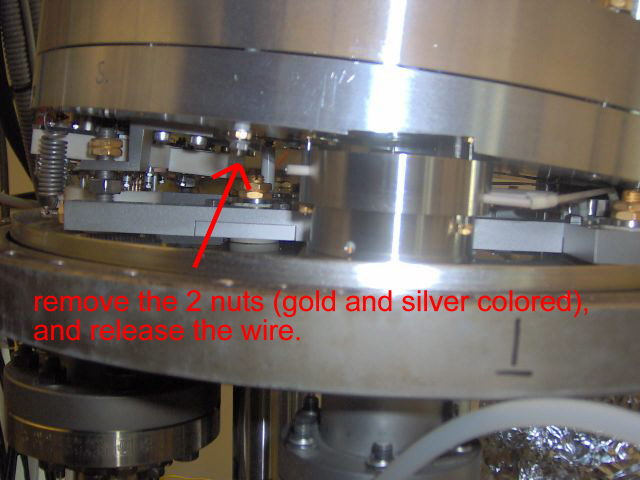 remove the 2 nuts (gold and silver colored),
and release the wire.